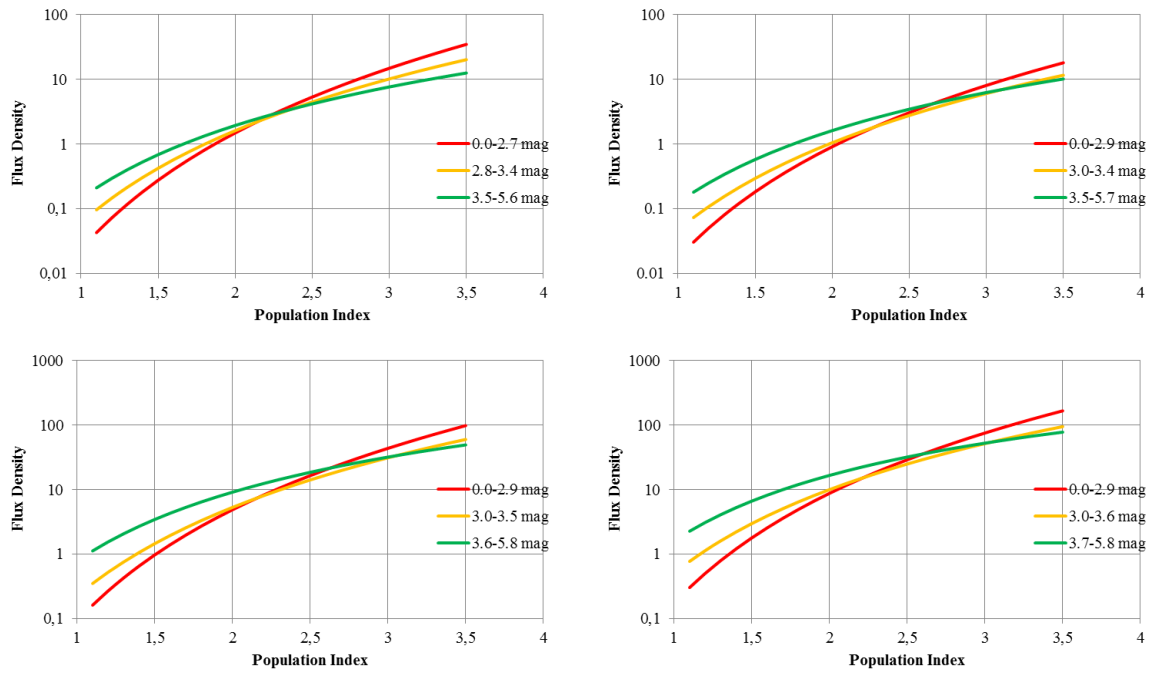 100
10
1
0,1
0,01
Flux Density
1
1,5
2
2,5
3
3,5
4
Population Index
0.0-2.7 mag
2.8-3.4 mag
3.5-5.6 mag
100
10
1
0.1
0.01
Flux Density
1
1.5
2
2.5
3
3.5
4
Population Index
0.0-2.9 mag
3.0-3.4 mag
3.5-5.7 mag
1000
100
10
1
0,1
Flux Density
1
1,5
2
2,5
3
3,5
4
Population Index
0.0-2.9 mag
3.0-3.5 mag
3.6-5.8 mag
1000
100
10
1
0,1
Flux Density
1
1,5
2
2,5
3
3,5
4
Population Index
0.0-2.9 mag
3.0-3.6 mag
3.7-5.8 mag